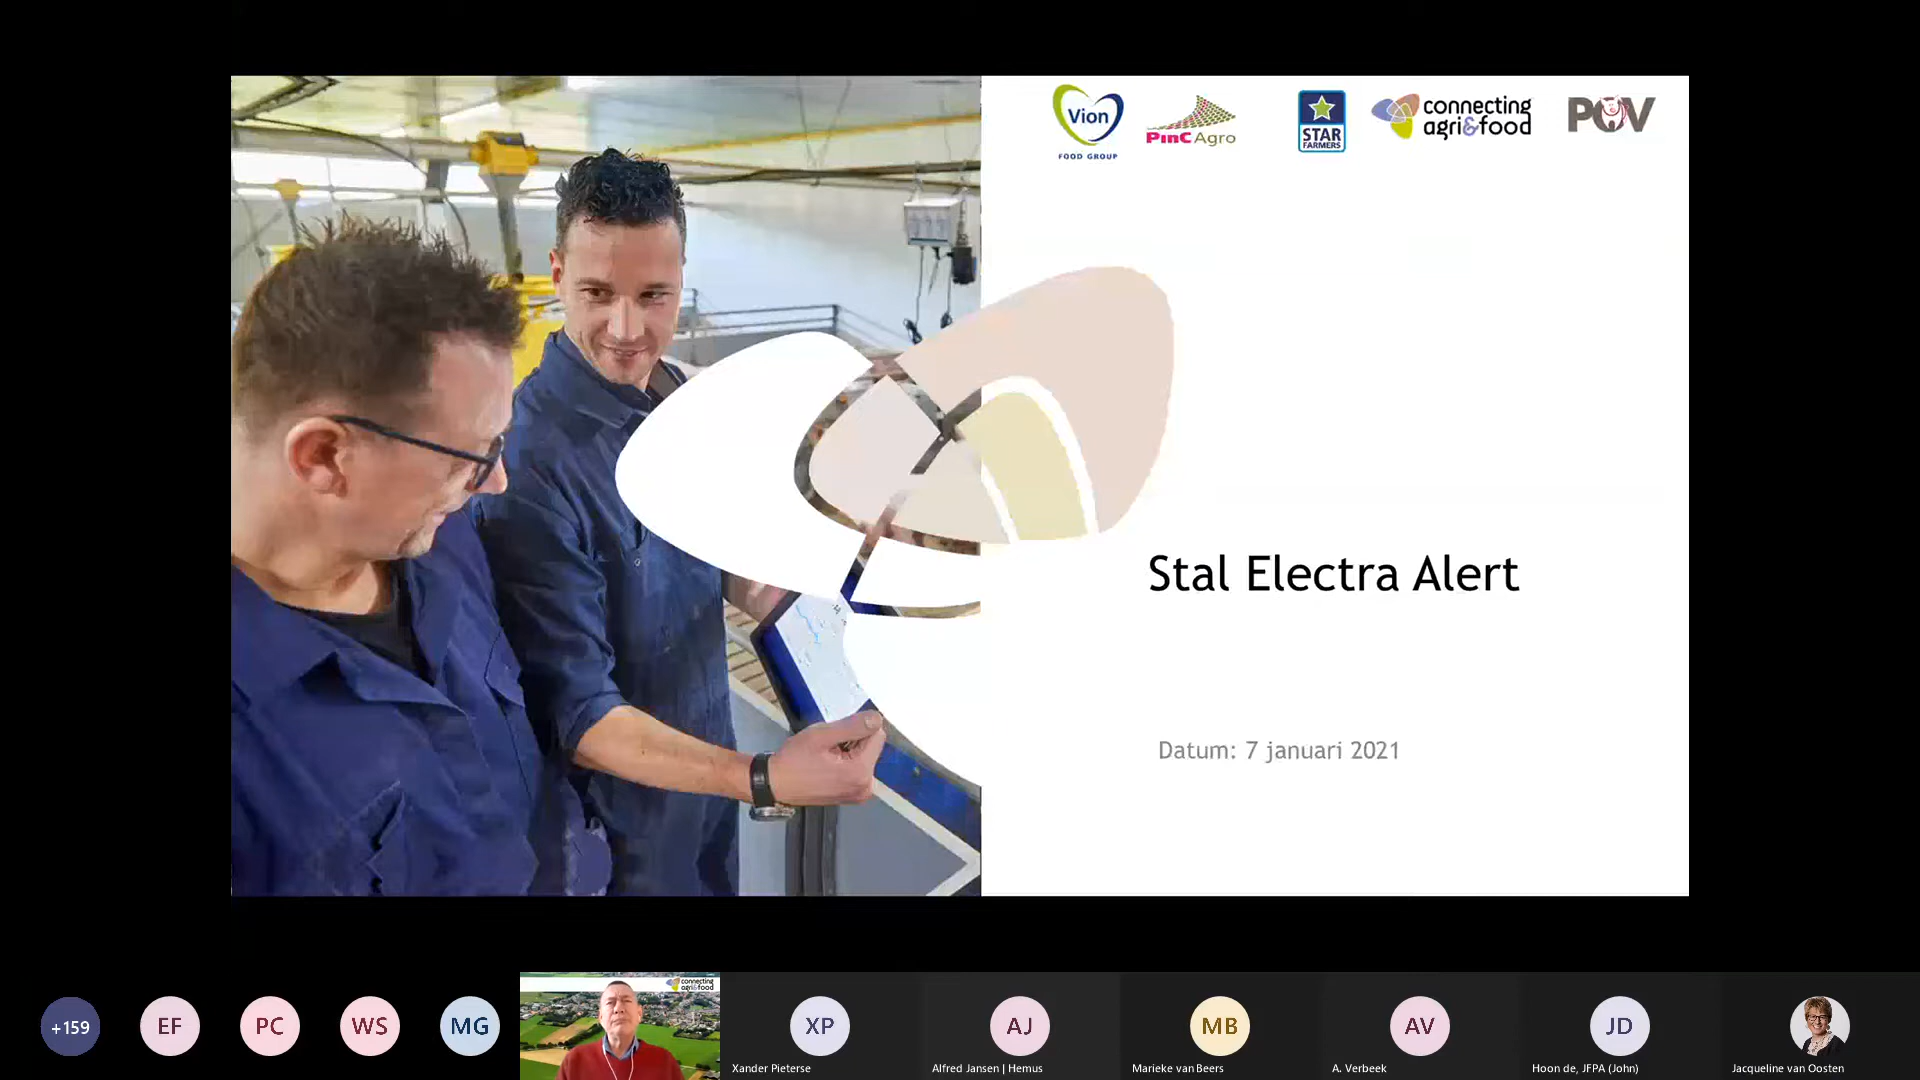 Vion
FOOD GROUP
PinC Agro
STAR
FARMERS
connecting
agri&food
POV
Stal Electra Alert
Datum: 7 januari 2021
+159
EF
PC
WS
MG
connecting
agri&food
XP
Xander Pieterse
AJ
Alfred Jansen | Hemus
MB
Marieke van Beers
AV
A. Verbeek
JD
Hoon de, JFPA (John)
Jacqueline van Oosten